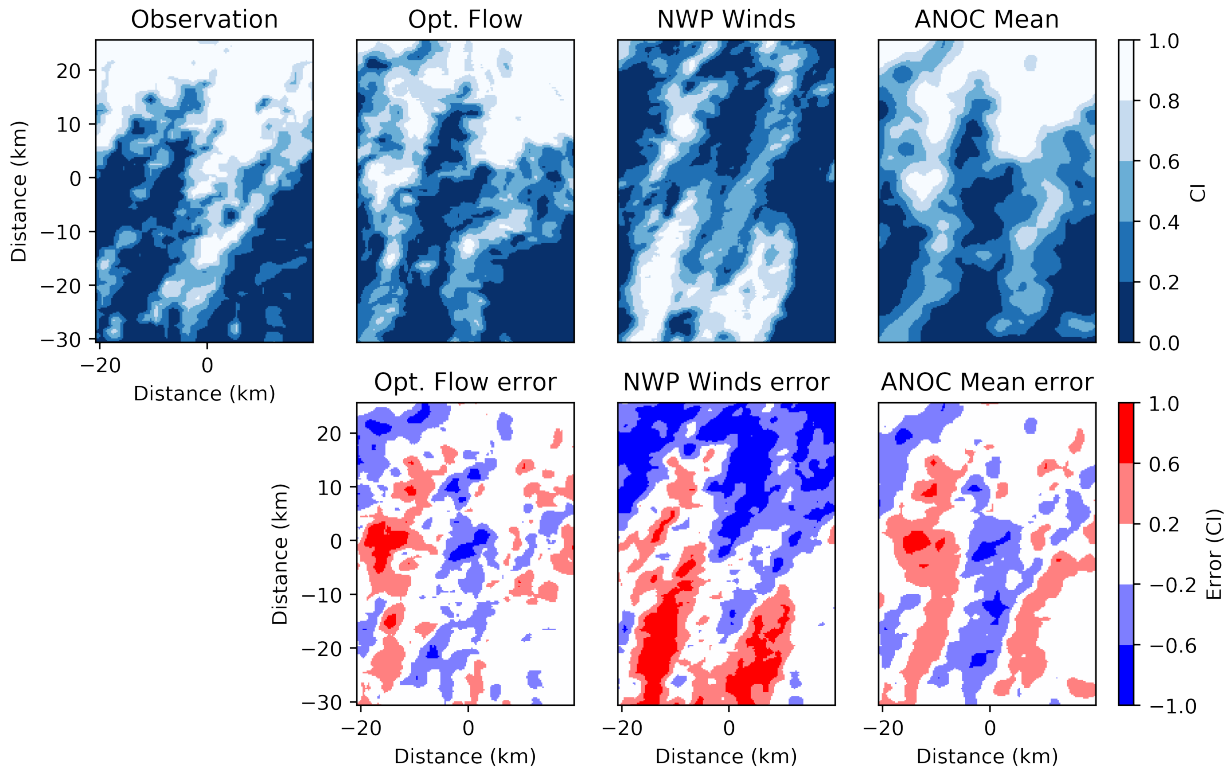 Observation
Opt. Flow
NWP Winds
ANOC Mean
20
10
0
−10
−20
−30
Distance (km)
−20
0
Distance (km)
1.0
0.8
0.6
0.4
0.2
0.0
CI
Opt. Flow error
NWP Winds error
ANOC Mean error
20
10
0
−10
−20
−30
Distance (km)
−20
0
Distance (km)
−20
0
Distance (km)
−20
0
Distance (km)
1.0
0.6
0.2
−0.2
−0.6
−1.0
Error (CI)